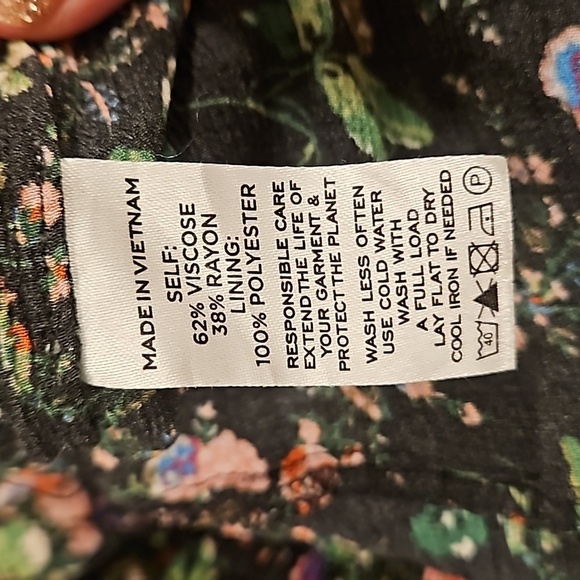 MADE IN VIETNAM
SELF:
62% VISCOSE
38% RAYON
LINING:
100% POLYESTER
RESPONSIBLE CARE
EXTEND THE LIFE OF
YOUR GARMENT &
PROTECT THE PLANET
WASH LESS OFTEN
USE COLD WATER
WASH WITH
A FULL LOAD
LAY FLAT TO DRY
COOL IRON IF NEEDED
40 P